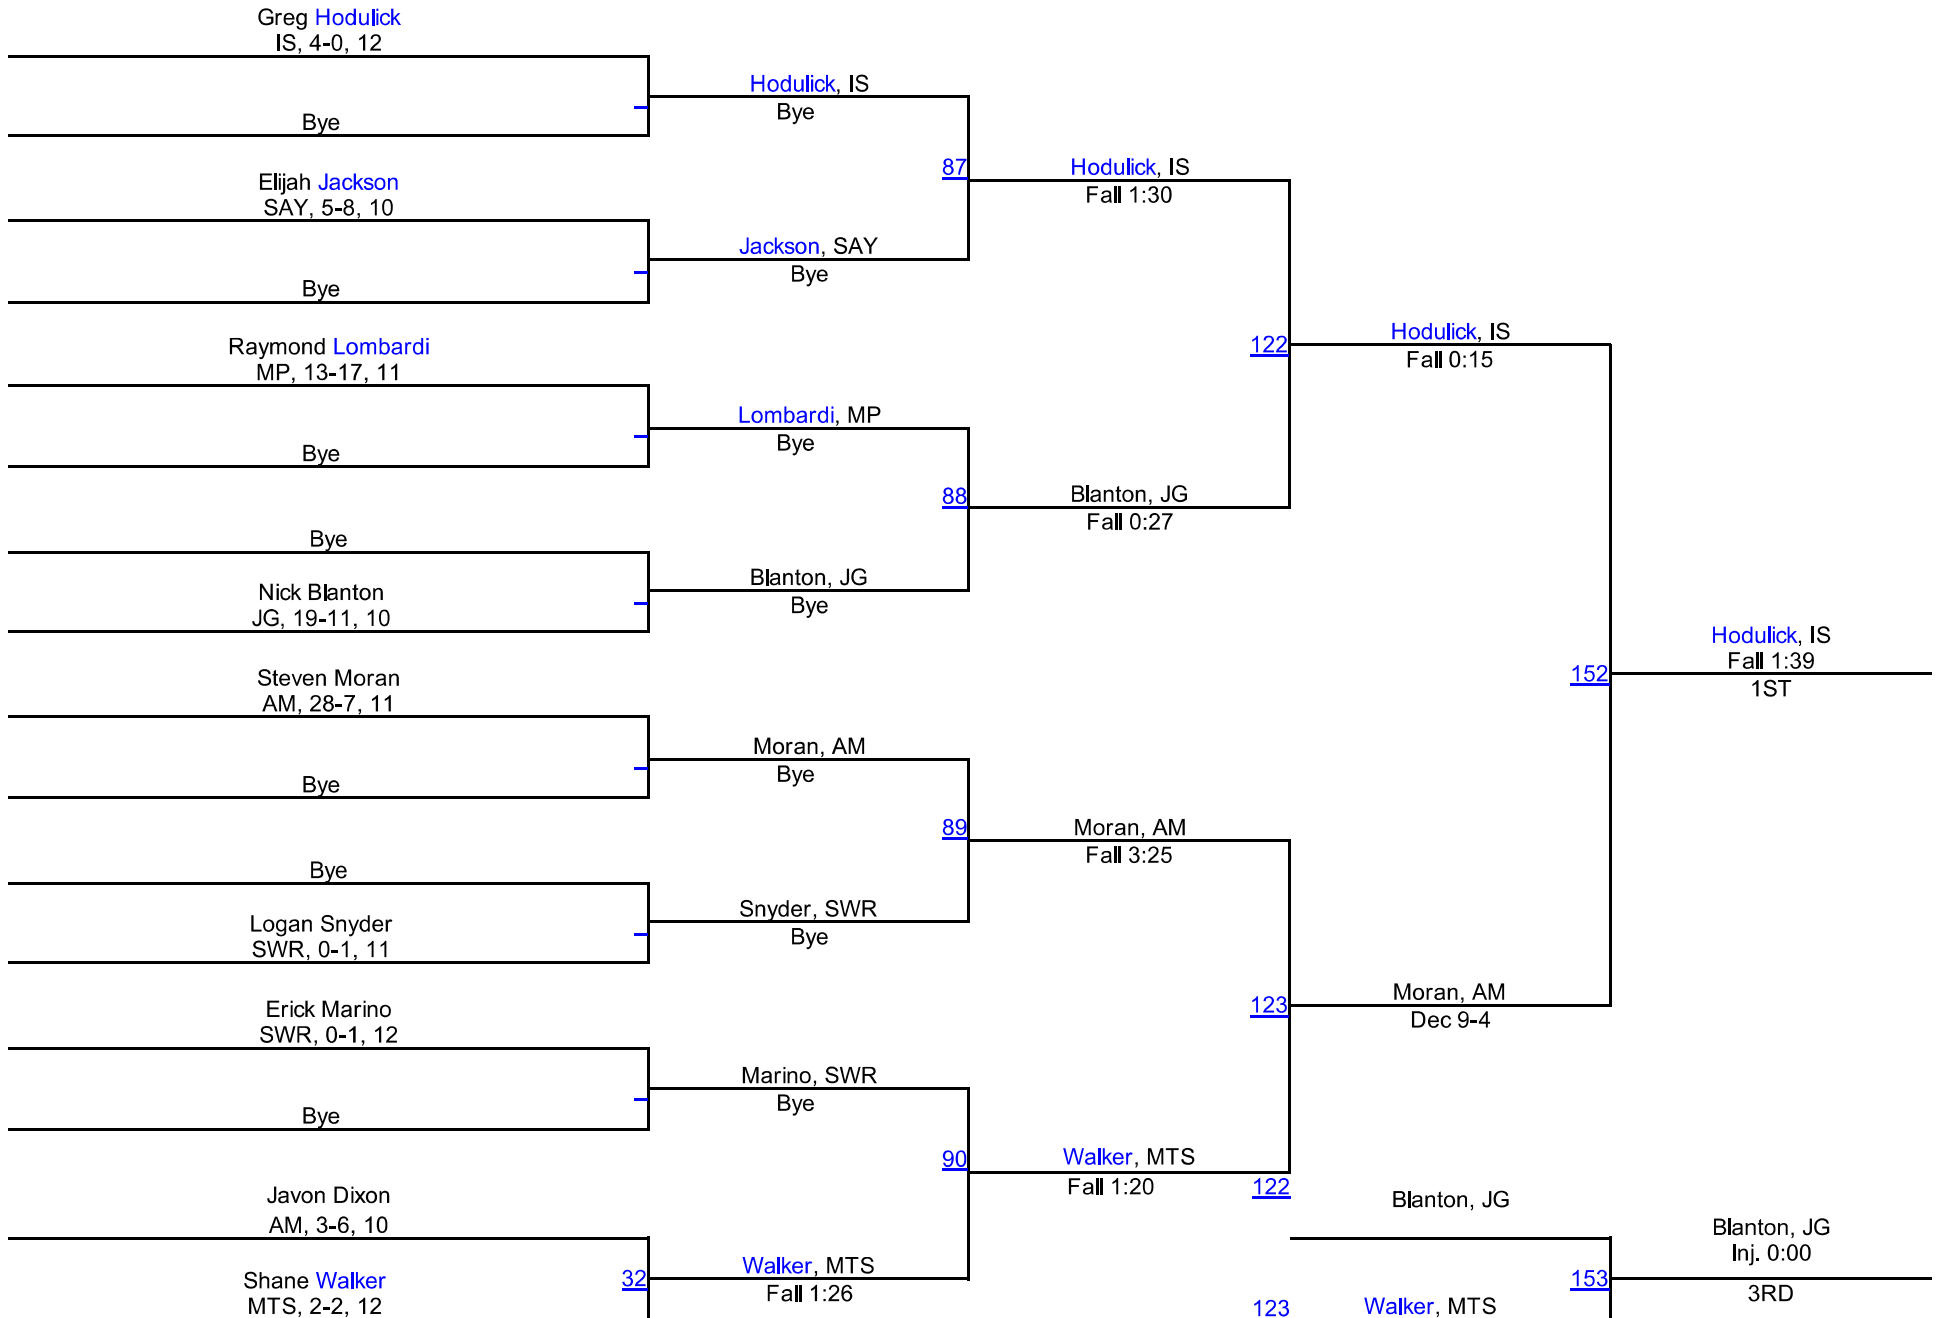 Greg Hodulick
IS, 4-0, 12
Bye
Elijah Jackson
SAY, 5-8, 10
Bye
Raymond Lombardi
MP, 13-17, 11
Bye
Bye
Nick Blanton
JG, 19-11, 10
Steven Moran
AM, 28-7, 11
Bye
Bye
Logan Snyder
SWR, 0-1, 11
Erick Marino
SWR, 0-1, 12
Bye
Javon Dixon
AM, 3-6, 10
Shane Walker
MTS, 2-2, 12
32
Hodulick, IS
Bye
Jackson, SAY
Bye
Lombardi, MP
Bye
Blanton, JG
Bye
Moran, AM
Bye
Snyder, SWR
Bye
Marino, SWR
Bye
Walker, MTS
Fall 1:26
87
88
89
90
Hodulick, IS
Fall 1:30
Blanton, JG
Fall 0:27
Moran, AM
Fall 3:25
Walker, MTS
Fall 1:20
122
123
Hodulick, IS
Fall 0:15
Moran, AM
Dec 9-4
152
Hodulick, IS
Fall 1:39
1ST
122
Blanton, JG
123
Walker, MTS
153
Blanton, JG
Inj. 0:00
3RD